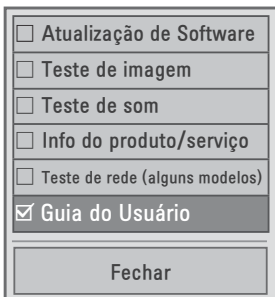 Atualização de Software
Teste de imagem
Teste de som
Info do produto/serviço
Teste de rede (alguns modelos)
Guia do Usuário
Fechar